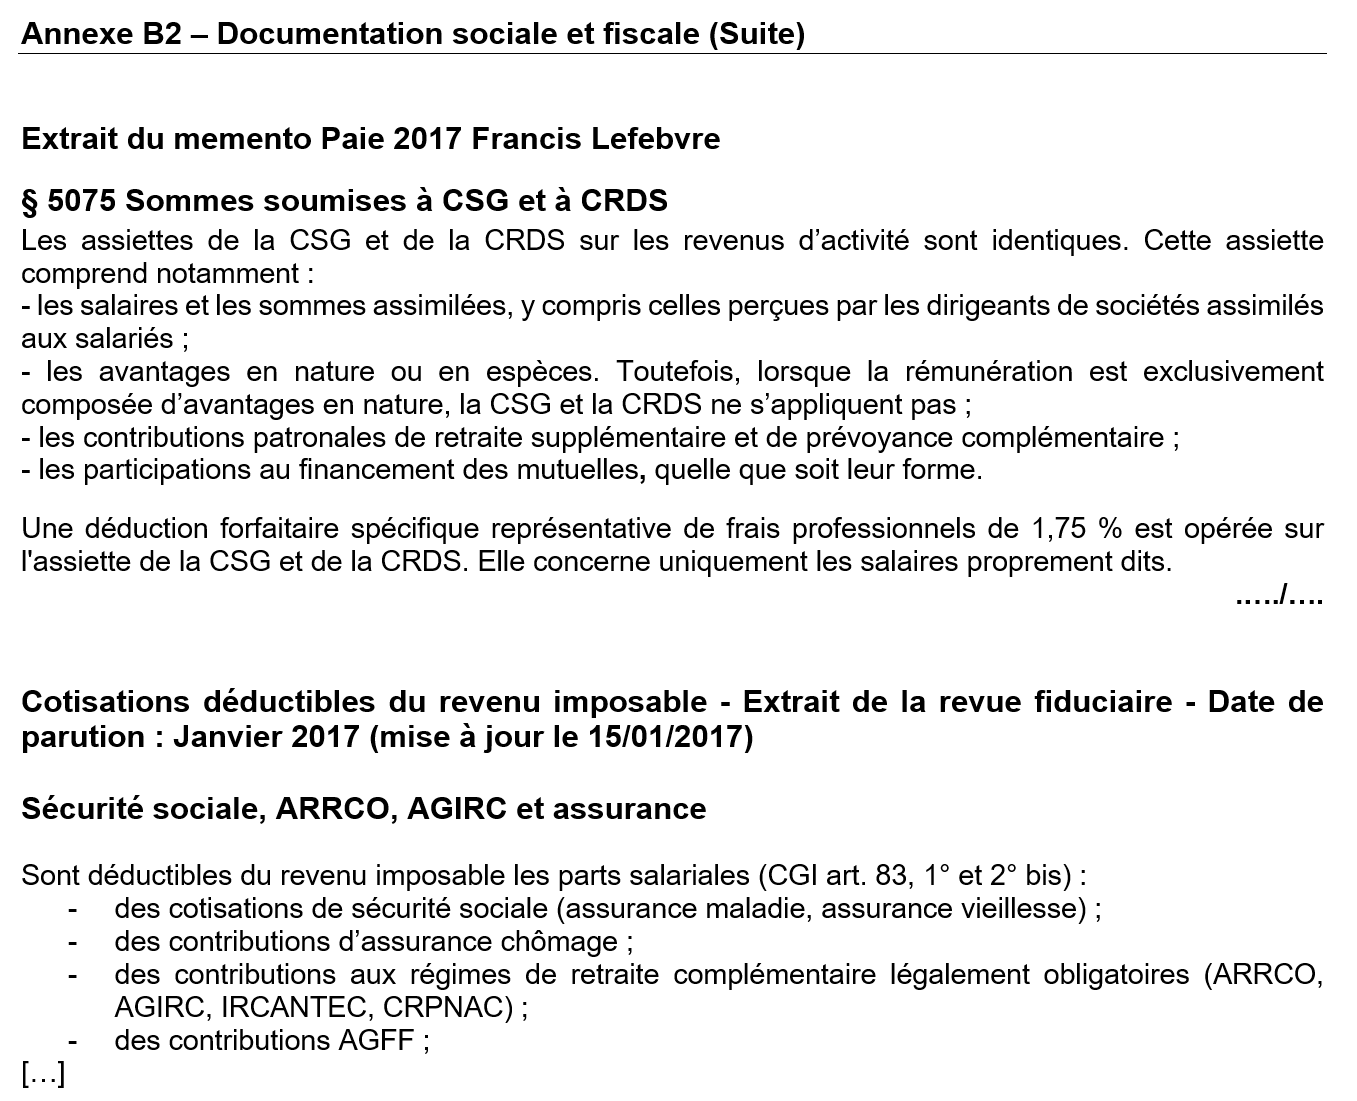 Annexe B2 – Documentation sociale et fiscale (Suite)
Extrait du memento Paie 2017 Francis Lefebvre
§ 5075 Sommes soumises à CSG et à CRDS
Les assiettes de la CSG et de la CRDS sur les revenus d’activité sont identiques. Cette assiette
comprend notamment :
- les salaires et les sommes assimilées, y compris celles perçues par les dirigeants de sociétés assimilés
aux salariés ;
- les avantages en nature ou en espèces. Toutefois, lorsque la rémunération est exclusivement
composée d’avantages en nature, la CSG et la CRDS ne s’appliquent pas ;
- les contributions patronales de retraite supplémentaire et de prévoyance complémentaire ;
- les participations au financement des mutuelles, quelle que soit leur forme.
Une déduction forfaitaire spécifique représentative de frais professionnels de 1,75 % est opérée sur
l'assiette de la CSG et de la CRDS. Elle concerne uniquement les salaires proprement dits.
…../….
Cotisations déductibles du revenu imposable - Extrait de la revue fiduciaire - Date de
parution : Janvier 2017 (mise à jour le 15/01/2017)
Sécurité sociale, ARRCO, AGIRC et assurance
Sont déductibles du revenu imposable les parts salariales (CGI art. 83, 1° et 2° bis) :
- des cotisations de sécurité sociale (assurance maladie, assurance vieillesse) ;
- des contributions d’assurance chômage ;
- des contributions aux régimes de retraite complémentaire légalement obligatoires (ARRCO,
AGIRC, IRCANTEC, CRPNAC) ;
- des contributions AGFF ;
[…]